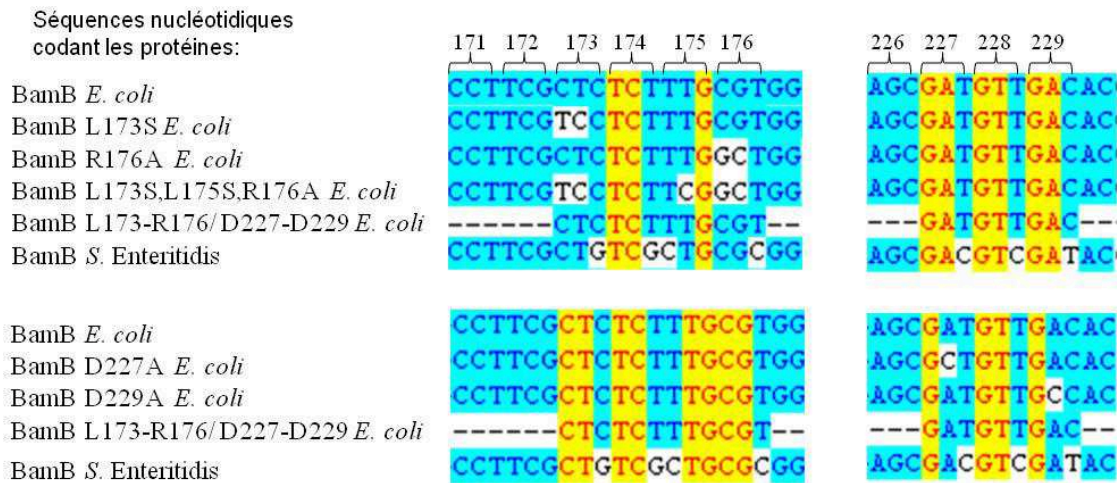 Séquences nucléotidiques
codant les protéines:
171 172 173 174 175 176 226 227 228 229
BamB E. coli CCTTCGCTCTCTTTGCGTGG AGCGATGTTGACAC
BamB L173S E. coli CCTTCGTCCTCTTTGCGTGG AGCGATGTTGACAC
BamB R176A E. coli CCTTCGCTCTCTTTGGCTGG AGCGATGTTGACAC
BamB L173S,L175S,R176A E. coli CCTTCGTCCTCTTCGGCTGG AGCGATGTTGACAC
BamB L173-R176/D227-D229 E. coli ------CTCTCTTTGCGT-- ---GATGTTGAC--
BamB S. Enteritidis CCTTCGCTGTCGCTGCGCGG AGCGACGTCGATAC
BamB E. coli CCTTCGCTCTCTTTGCGTGG AGCGATGTTGACAC
BamB D227A E. coli CCTTCGCTCTCTTTGCGTGG AGCGCTGTTGACAC
BamB D229A E. coli CCTTCGCTCTCTTTGCGTGG AGCGATGTTGCCAC
BamB L173-R176/D227-D229 E. coli ------CTCTCTTTGCGT-- ---GATGTTGAC--
BamB S. Enteritidis CCTTCGCTGTCGCTGCGCGG AGCGACGTCGATAC